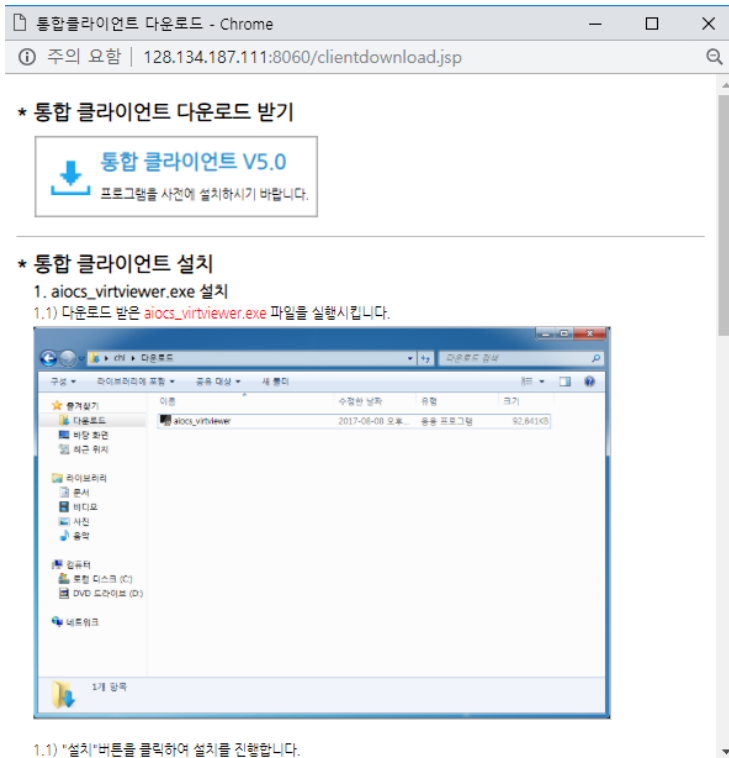 통합클라이언트 다운로드 - Chrome
주의 요함 | 128.134.187.111:8060/clientdownload.jsp
* 통합 클라이언트 다운로드 받기
통합 클라이언트 V5.0
프로그램을 사전에 설치하시기 바랍니다.
* 통합 클라이언트 설치
1. aiocs_virtviewer.exe 설치
1.1) 다운로드 받은 aiocs_virtviewer.exe 파일을 실행시킵니다.
chl ▸ 다운로드
다운로드 검색
구성 라이브러리에 포함 공유 대상 새 폴더
즐겨찾기 이름 수정한 날짜 유형 크기
다운로드 aiocs_virtviewer 2017-08-08 오후... 응용 프로그램 92,641KB
바탕 화면
최근 위치
라이브러리
문서
비디오
사진
음악
컴퓨터
로컬 디스크 (C:)
DVD 드라이브 (D:)
네트워크
1개 항목
1.1) "설치"버튼을 클릭하여 설치를 진행합니다.